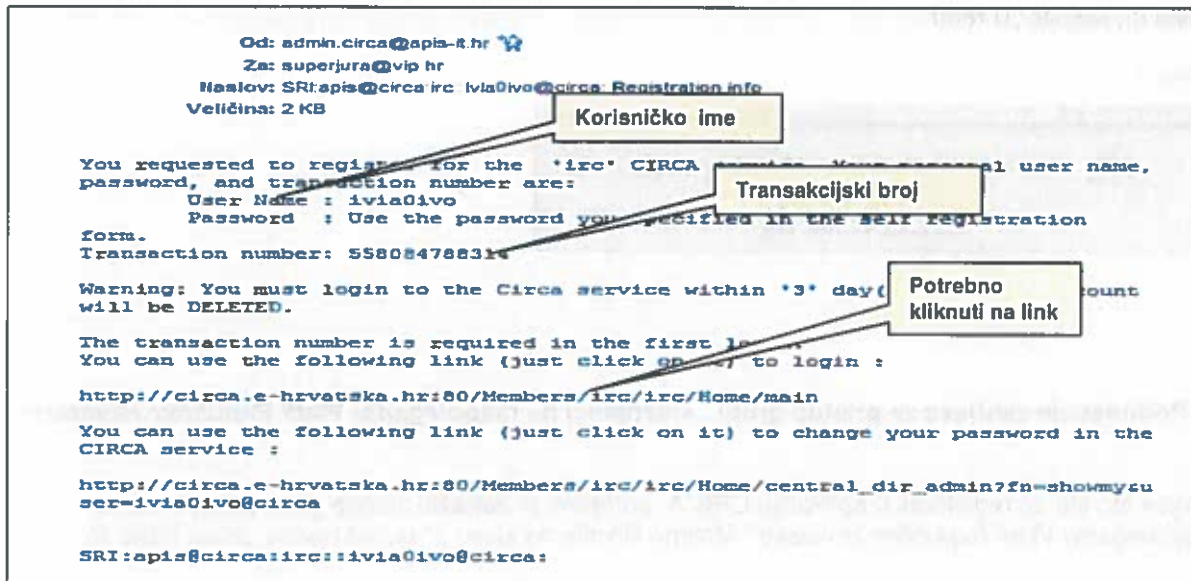 Od: admin.circa@apis-it.hr
Za: superjura@vip.hr
Naslov: SRI:apis@circa:irc: ivia0ivo@circa: Registration info
Veličina: 2 KB
Korisničko ime
You requested to register for the "irc" CIRCA al user name,
password, and transaction number are:
Transakcijski broj
User Name : ivia0ivo
Password : Use the password you specified in the self registration
form.
Transaction number: 558084788314
Warning: You must login to the Circa service within "3" day( ount
will be DELETED.
Potrebno
kliknuti na link
The transaction number is required in the first
You can use the following link (just click on it) to login :
http://circa.e-hrvatska.hr:80/Members/irc/irc/Home/main
You can use the following link (just click on it) to change your password in the
CIRCA service :
http://circa.e-hrvatska.hr:80/Members/irc/irc/Home/central_dir_admin?fn=showmysu
ser=ivia0ivo@circa
SRI:apis@circa:irc::ivia0ivo@circa: